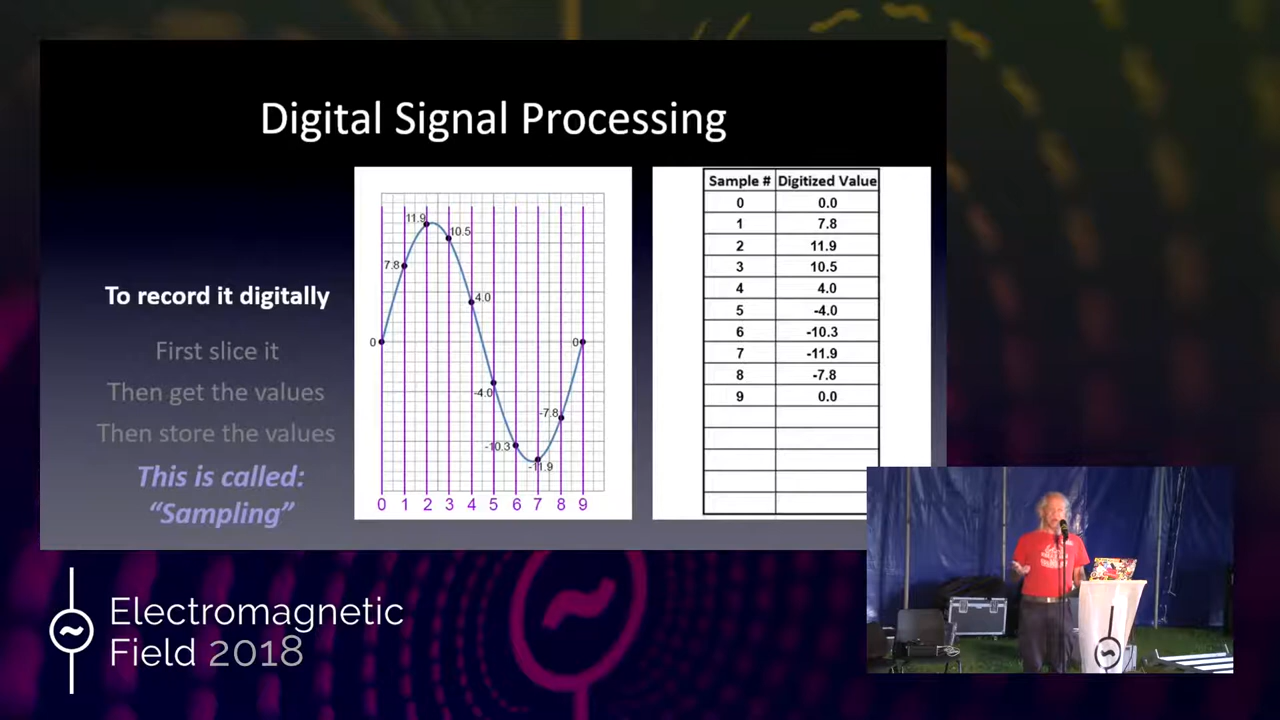 Digital Signal Processing
To record it digitally
First slice it
Then get the values
Then store the values
This is called:
“Sampling”
11.9
10.5
7.8
4.0
0
0
-4.0
-7.8
-10.3
-11.9
0 1 2 3 4 5 6 7 8 9
Sample # Digitized Value
0 0.0
1 7.8
2 11.9
3 10.5
4 4.0
5 -4.0
6 -10.3
7 -11.9
8 -7.8
9 0.0
Electromagnetic
Field 2018